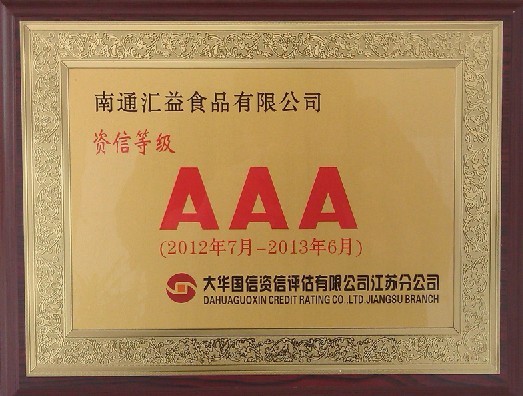 南通汇益食品有限公司
资信等级
AAA
(2012年7月-2013年6月)
大华国信资信评估有限公司江苏分公司
DAHUAGUOXIN CREDIT RATING CO.,LTD.JIANGSU BRANCH